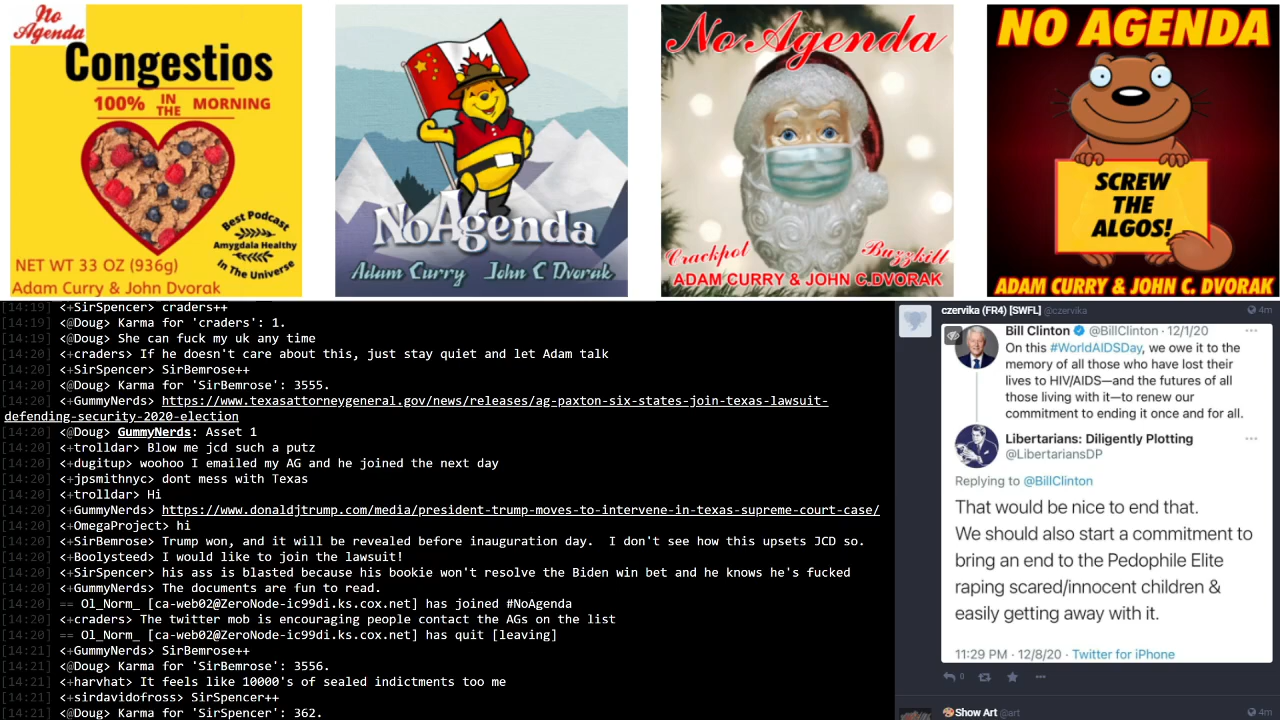 No
Agenda
Congestios
100% IN THE MORNING
Best Podcast
Amygdala Healthy
In The Universe
NET WT 33 OZ (936g)
Adam Curry & John Dvorak
NoAgenda
Adam Curry John C Dvorak
No Agenda
Crackpot Buzzkill
ADAM CURRY & JOHN C.DVORAK
NO AGENDA
SCREW
THE
ALGOS!
ADAM CURRY & JOHN C. DVORAK
[14:19] <+SirSpencer> craders++
[14:19] <@Doug> Karma for 'craders': 1.
[14:19] <@Doug> She can fuck my uk any time
[14:20] <+craders> If he doesn't care about this, just stay quiet and let Adam talk
[14:20] <+SirSpencer> SirBemrose++
[14:20] <@Doug> Karma for 'SirBemrose': 3555.
[14:20] <+GummyNerds> https://www.texasattorneygeneral.gov/news/releases/ag-paxton-six-states-join-texas-lawsuit-
defending-security-2020-election
[14:20] <@Doug> GummyNerds: Asset 1
[14:20] <+trolldar> Blow me jcd such a putz
[14:20] <+dugitup> woohoo I emailed my AG and he joined the next day
[14:20] <+jpsmithnyc> dont mess with Texas
[14:20] <+trolldar> Hi
[14:20] <+GummyNerds> https://www.donaldjtrump.com/media/president-trump-moves-to-intervene-in-texas-supreme-court-case/
[14:20] <+OmegaProject> hi
[14:20] <+SirBemrose> Trump won, and it will be revealed before inauguration day.  I don't see how this upsets JCD so.
[14:20] <+Boolysteed> I would like to join the lawsuit!
[14:20] <+SirSpencer> his ass is blasted because his bookie won't resolve the Biden win bet and he knows he's fucked
[14:20] <+GummyNerds> The documents are fun to read.
[14:20] == Ol_Norm_ [ca-web02@ZeroNode-ic99di.ks.cox.net] has joined #NoAgenda
[14:20] <+craders> The twitter mob is encouraging people contact the AGs on the list
[14:20] == Ol_Norm_ [ca-web02@ZeroNode-ic99di.ks.cox.net] has quit [leaving]
[14:21] <+GummyNerds> SirBemrose++
[14:21] <@Doug> Karma for 'SirBemrose': 3556.
[14:21] <+harvhat> It feels like 10000's of sealed indictments too me
[14:21] <+sirdavidofross> SirSpencer++
[14:21] <@Doug> Karma for 'SirSpencer': 362.
czervika (FR4) [SWFL] @czervika 4m
Bill Clinton @BillClinton · 12/1/20
On this #WorldAIDSDay, we owe it to the
memory of all those who have lost their
lives to HIV/AIDS—and the futures of all
those living with it—to renew our
commitment to ending it once and for all.
Libertarians: Diligently Plotting
@LibertariansDP
Replying to @BillClinton
That would be nice to end that.
We should also start a commitment to
bring an end to the Pedophile Elite
raping scared/innocent children &
easily getting away with it.
11:29 PM · 12/8/20 · Twitter for iPhone
0
Show Art @art 4m